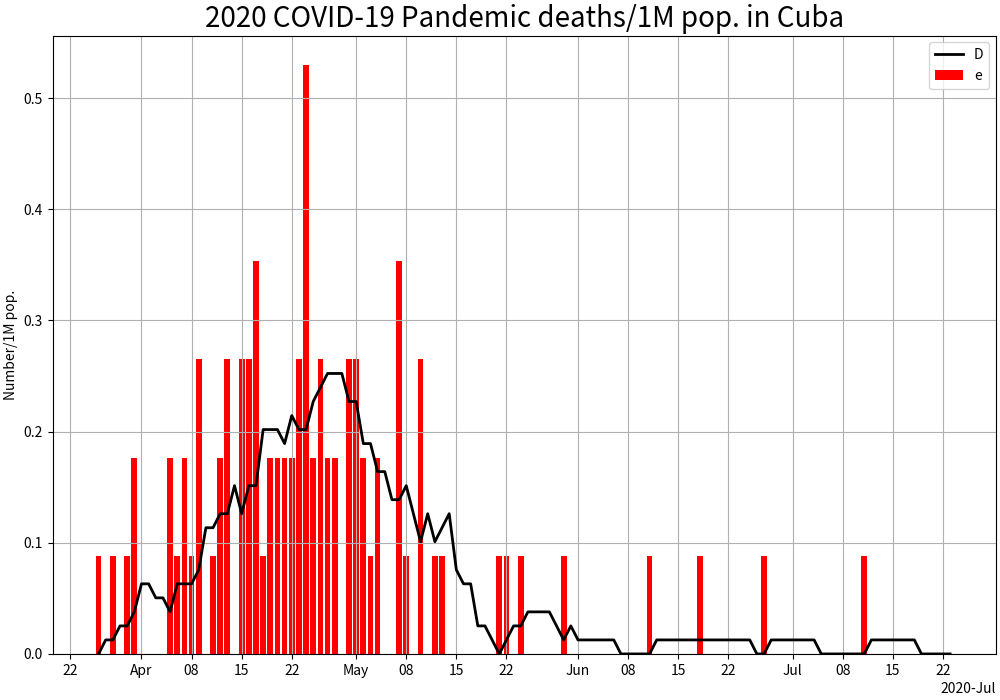 2020 COVID-19 Pandemic deaths/1M pop. in Cuba
D
e
Number/1M pop.
0.5
0.4
0.3
0.2
0.1
0.0
22 Apr 08 15 22 May 08 15 22 Jun 08 15 22 Jul 08 15 22
2020-Jul